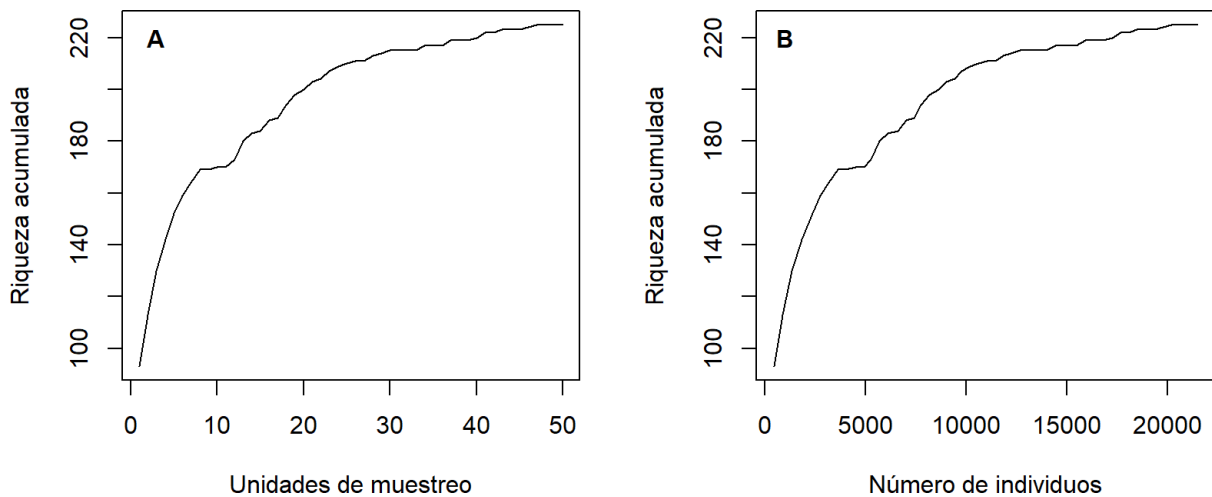 A
Riqueza acumulada
220
180
140
100
0 10 20 30 40 50
Unidades de muestreo
B
Riqueza acumulada
220
180
140
100
0 5000 10000 15000 20000
Número de individuos